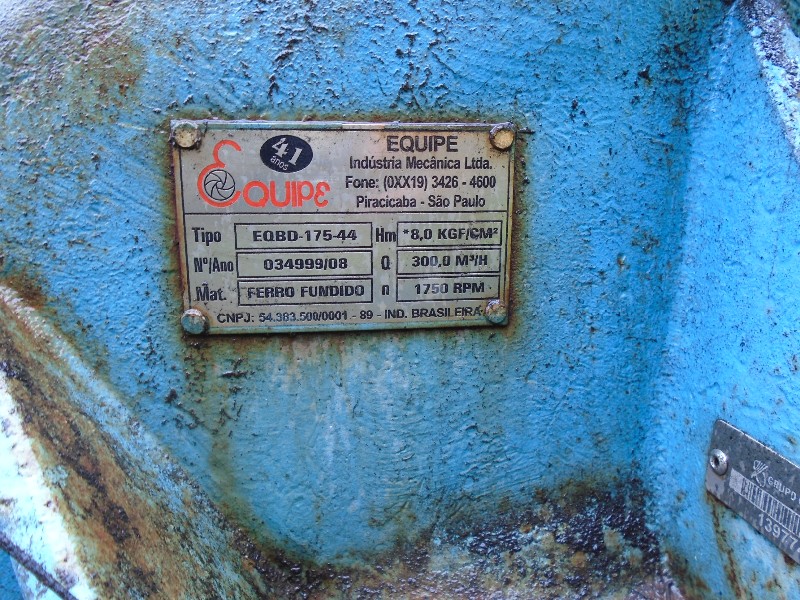 41
anos
EQUIPE
EQUIPE
Indústria Mecânica Ltda.
Fone: (0XX19) 3426 - 4600
Piracicaba - São Paulo
Tipo EQBD-175-44 Hm *8,0 KGF/CM²
Nº/Ano 034999/08 Q 300,0 M³/H
Mat. FERRO FUNDIDO n 1750 RPM
CNPJ: 54.383.500/0001 - 89 - IND. BRASILEIRA
GRUPO